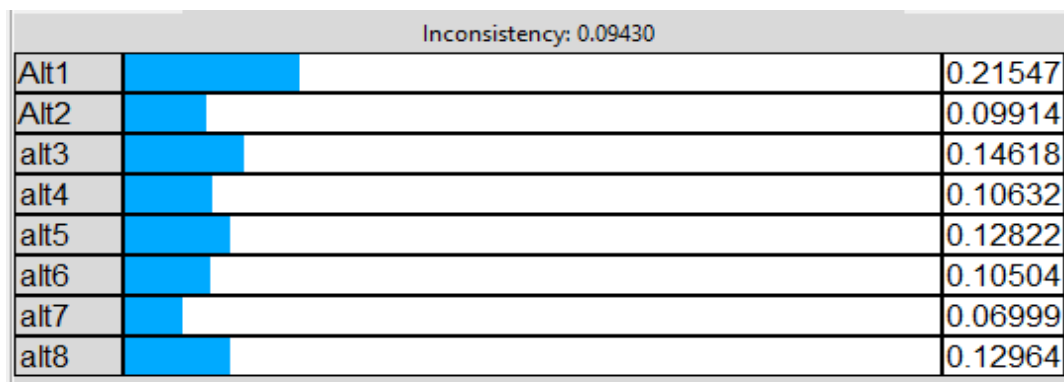 Inconsistency: 0.09430
Alt1 0.21547
Alt2 0.09914
alt3 0.14618
alt4 0.10632
alt5 0.12822
alt6 0.10504
alt7 0.06999
alt8 0.12964